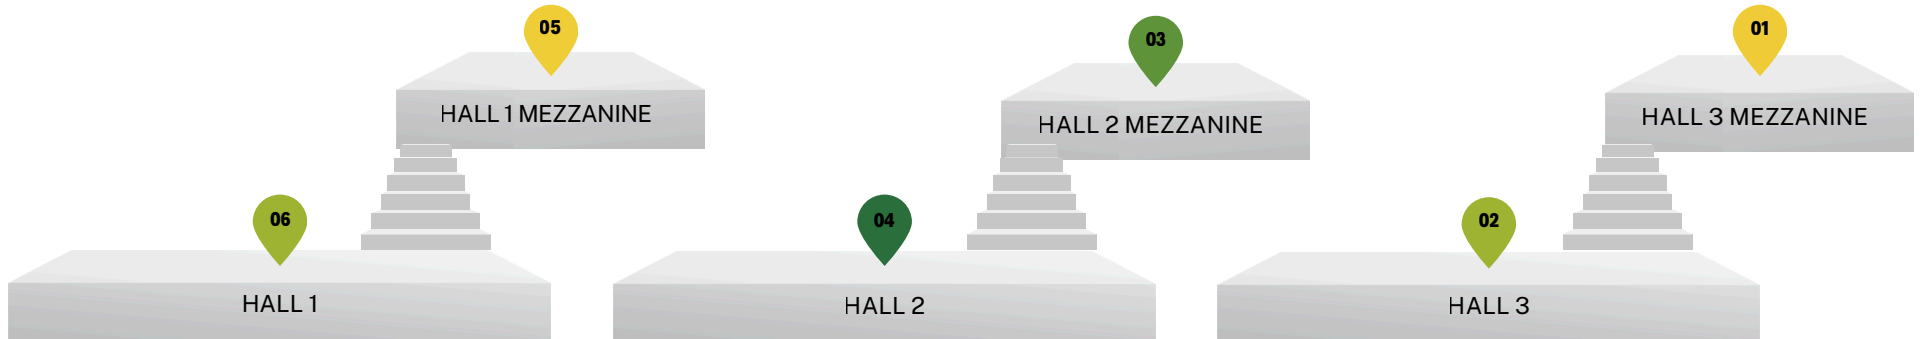 05
HALL 1 MEZZANINE
03
HALL 2 MEZZANINE
01
HALL 3 MEZZANINE
06
HALL 1
04
HALL 2
02
HALL 3